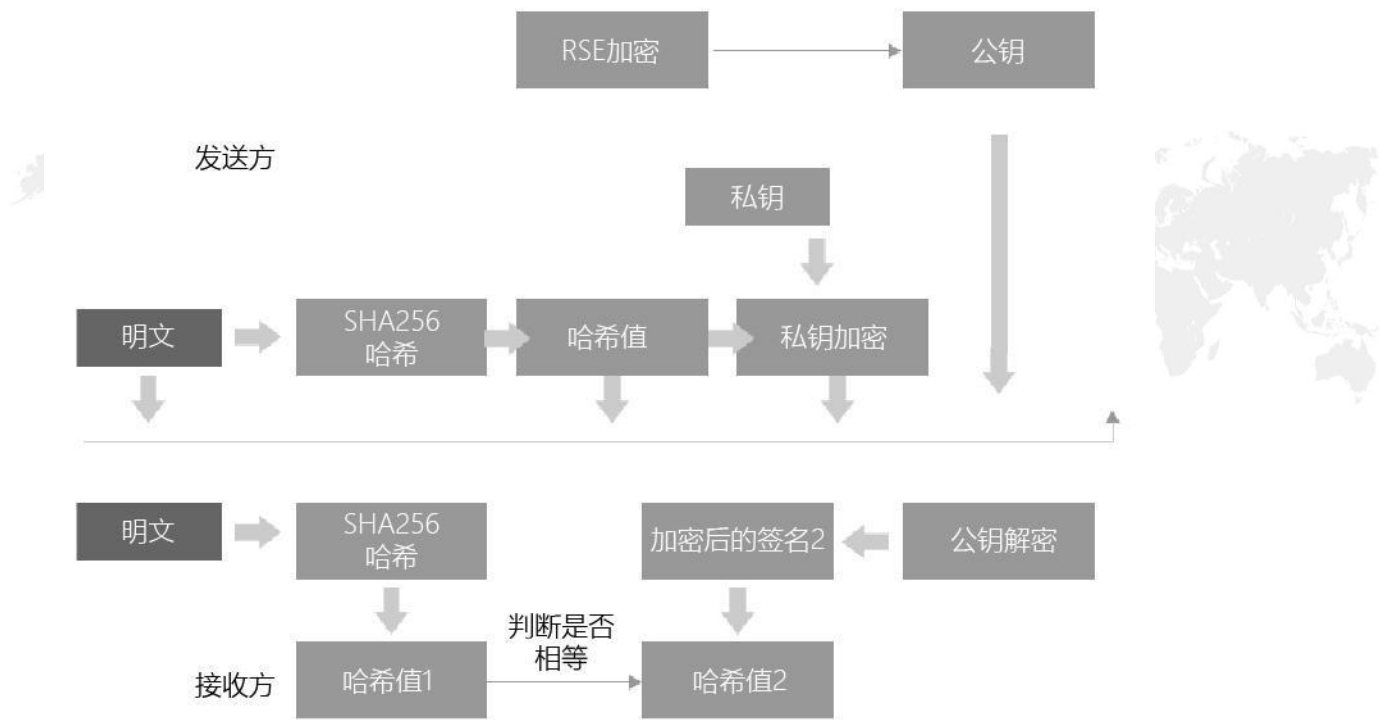 RSE加密
公钥
发送方
私钥
明文
SHA256
哈希
哈希值
私钥加密
明文
SHA256
哈希
加密后的签名2
公钥解密
判断是否
相等
接收方
哈希值1
哈希值2